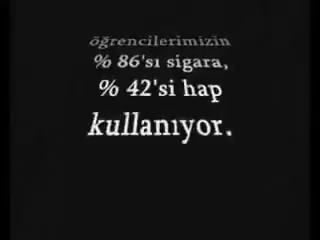 öğrencilerimizin
% 86'sı sigara,
% 42'si hap
kullanıyor.